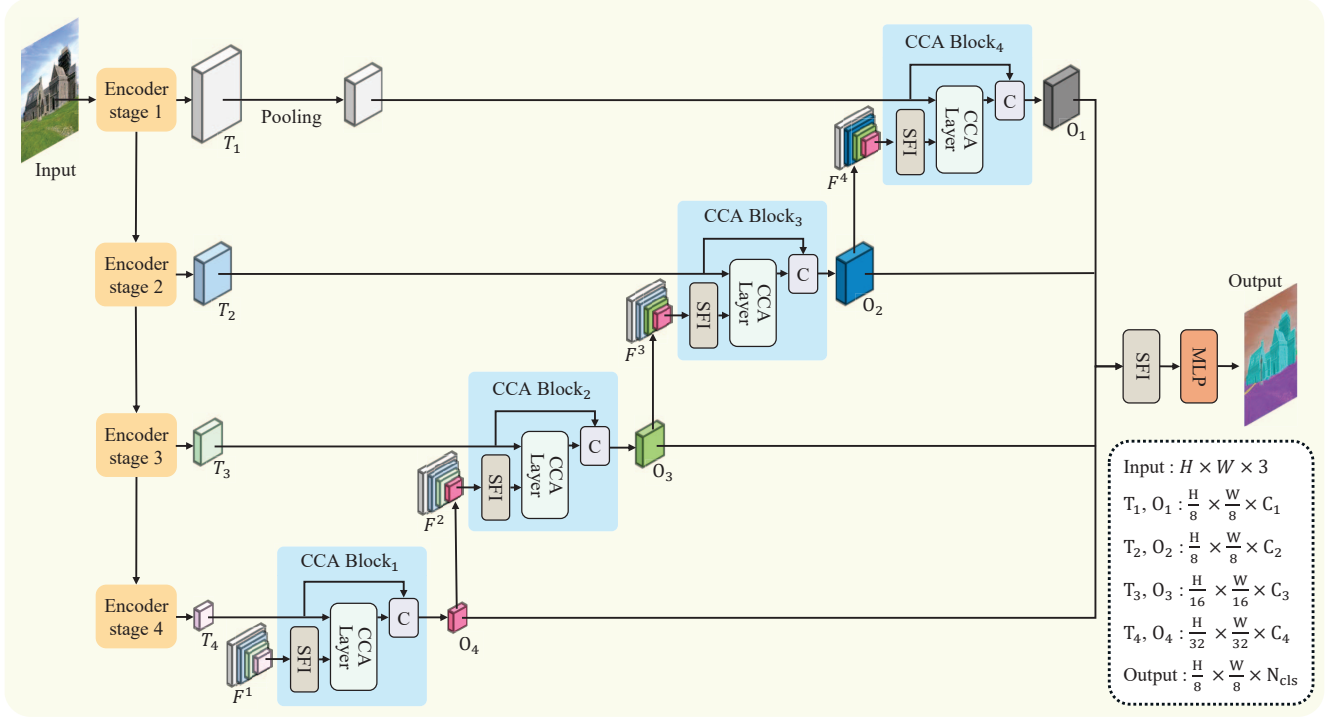 Input
Encoder
stage 1
T₁
Pooling
CCA Block₄
F⁴
SFI
CCA
Layer
C
O₁
Encoder
stage 2
T₂
CCA Block₃
F³
SFI
CCA
Layer
C
O₂
Encoder
stage 3
T₃
CCA Block₂
F²
SFI
CCA
Layer
C
O₃
Encoder
stage 4
T₄
CCA Block₁
F¹
SFI
CCA
Layer
C
O₄
SFI
MLP
Output
Input : H × W × 3
T₁, O₁ : H/8 × W/8 × C₁
T₂, O₂ : H/8 × W/8 × C₂
T₃, O₃ : H/16 × W/16 × C₃
T₄, O₄ : H/32 × W/32 × C₄
Output : H/8 × W/8 × N_cls